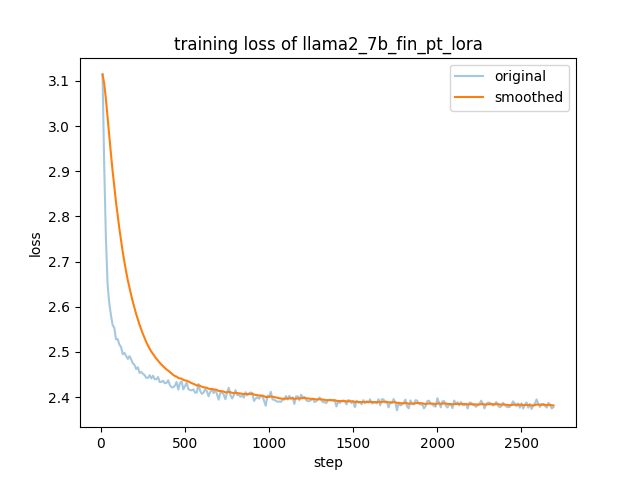 training loss of llama2_7b_fin_pt_lora
original
smoothed
3.1
3.0
2.9
2.8
2.7
2.6
2.5
2.4
loss
0 500 1000 1500 2000 2500
step